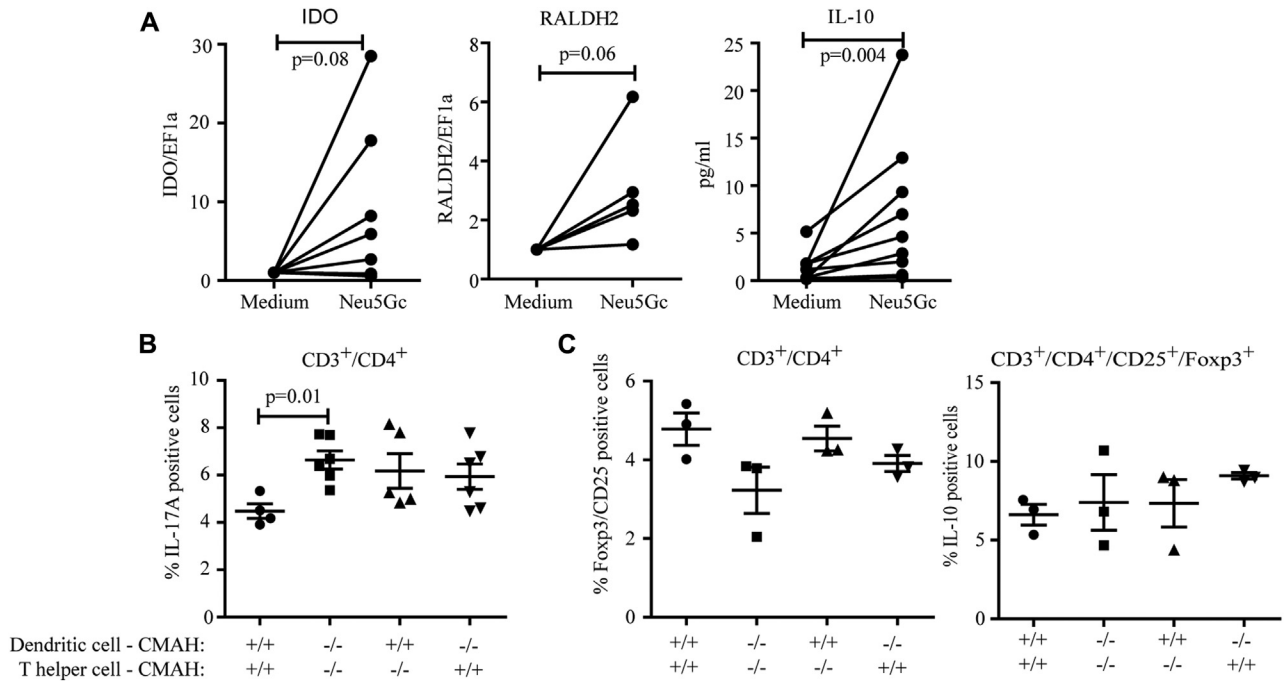 A
IDO
RALDH2
IL-10
p=0.08
p=0.06
p=0.004
IDO/EF1a
30
20
10
0
Medium Neu5Gc
RALDH2/EF1a
8
6
4
2
0
Medium Neu5Gc
pg/ml
25
20
15
10
5
0
Medium Neu5Gc
B
CD3+/CD4+
% IL-17A positive cells
10
8
6
4
2
0
p=0.01
C
CD3+/CD4+
% Foxp3/CD25 positive cells
6
4
2
0
CD3+/CD4+/CD25+/Foxp3+
% IL-10 positive cells
15
10
5
0
Dendritic cell - CMAH: +/+ -/- +/+ -/- +/+ -/- +/+ -/- +/+ -/- +/+ -/-
T helper cell - CMAH: +/+ -/- -/- +/+ +/+ -/- -/- +/+ +/+ -/- -/- +/+